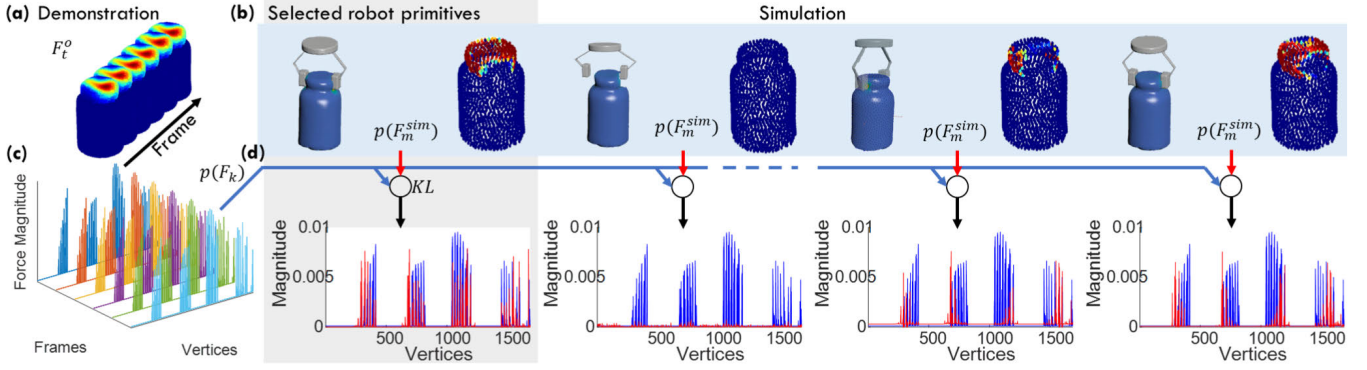 (a) Demonstration
(b) Selected robot primitives
Simulation
F_t^o
Frame
p(F_m^{sim})
p(F_m^{sim})
p(F_m^{sim})
p(F_m^{sim})
(c)
p(F_k)
(d)
KL
Force Magnitude
Frames
Vertices
Magnitude
0.01
0.005
0
500
1000
1500
Vertices
Magnitude
0.01
0.005
0
500
1000
1500
Vertices
Magnitude
0.01
0.005
0
500
1000
1500
Vertices
Magnitude
0.01
0.005
0
500
1000
1500
Vertices